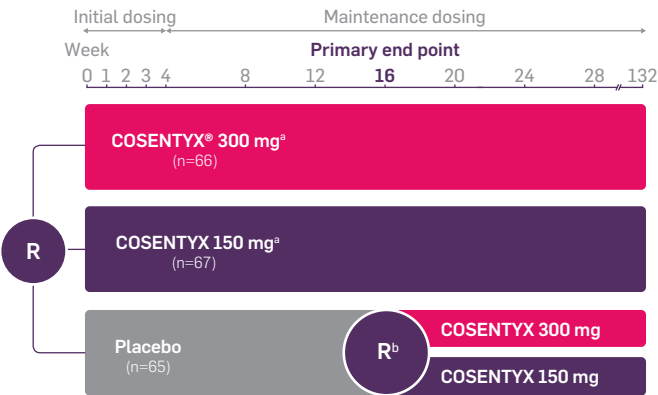 Initial dosing Maintenance dosing
Week Primary end point
0 1 2 3 4 8 12 16 20 24 28 132
COSENTYX® 300 mgᵃ
(n=66)
R
COSENTYX 150 mgᵃ
(n=67)
Placebo
(n=65)
Rᵇ
COSENTYX 300 mg
COSENTYX 150 mg